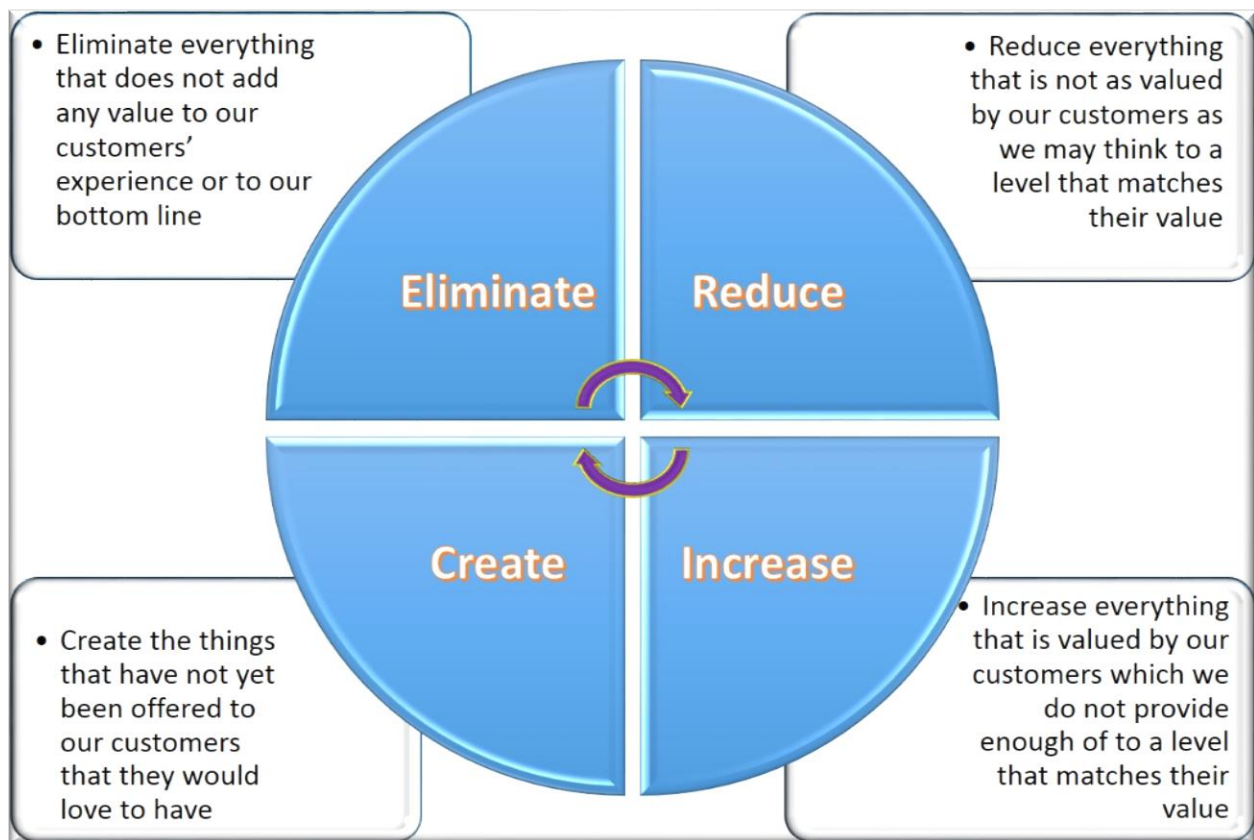 • Eliminate everything
that does not add
any value to our
customers’
experience or to our
bottom line
• Reduce everything
that is not as valued
by our customers as
we may think to a
level that matches
their value
Eliminate
Reduce
Create
Increase
• Create the things
that have not yet
been offered to
our customers
that they would
love to have
• Increase everything
that is valued by our
customers which we
do not provide
enough of to a level
that matches their
value